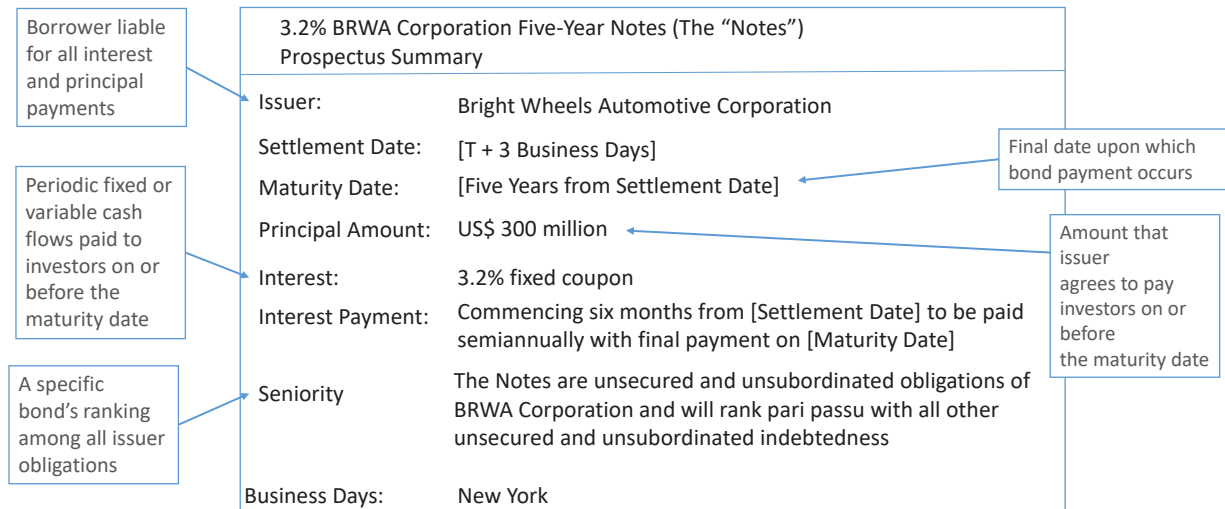 3.2% BRWA Corporation Five-Year Notes (The “Notes”)
Prospectus Summary
Borrower liable
for all interest
and principal
payments
Issuer:
Bright Wheels Automotive Corporation
Settlement Date:
[T + 3 Business Days]
Final date upon which
bond payment occurs
Maturity Date:
[Five Years from Settlement Date]
Periodic fixed or
variable cash
flows paid to
investors on or
before the
maturity date
Principal Amount:
US$ 300 million
Amount that
issuer
agrees to pay
investors on or
before
the maturity date
Interest:
3.2% fixed coupon
Interest Payment:
Commencing six months from [Settlement Date] to be paid
semiannually with final payment on [Maturity Date]
A specific
bond’s ranking
among all issuer
obligations
Seniority
The Notes are unsecured and unsubordinated obligations of
BRWA Corporation and will rank pari passu with all other
unsecured and unsubordinated indebtedness
Business Days:
New York